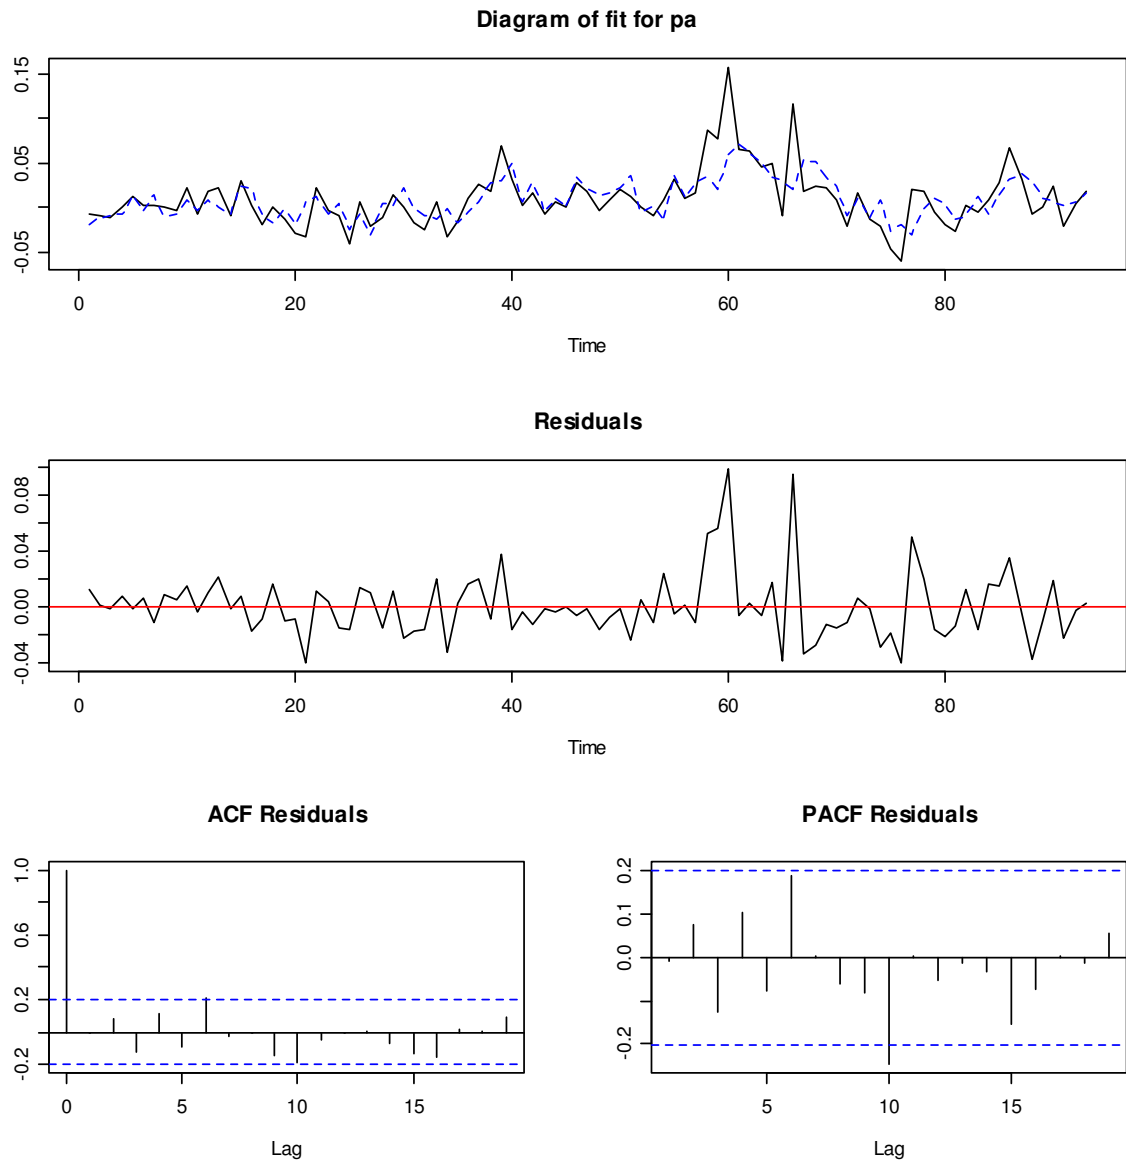 Diagram of fit for pa
0.15
0.05
-0.05
0 20 40 60 80
Time
Residuals
0.08
0.04
0.00
-0.04
0 20 40 60 80
Time
ACF Residuals
1.0
0.6
0.2
-0.2
0 5 10 15
Lag
PACF Residuals
0.2
0.1
0.0
-0.2
5 10 15
Lag